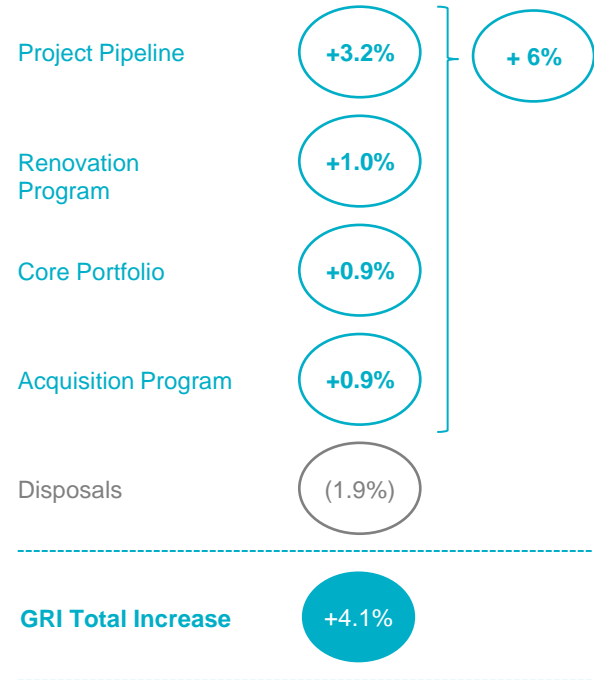 Project Pipeline
+3.2%
+ 6%
Renovation
Program
+1.0%
Core Portfolio
+0.9%
Acquisition Program
+0.9%
Disposals
(1.9%)
GRI Total Increase
+4.1%